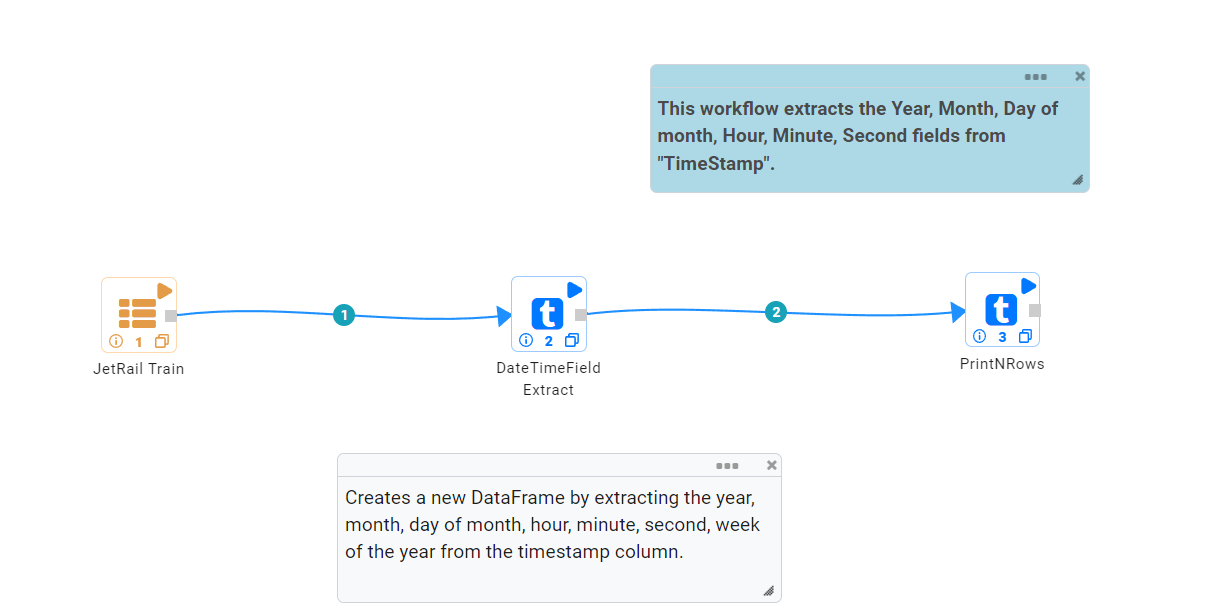 This workflow extracts the Year, Month, Day of
month, Hour, Minute, Second fields from
"TimeStamp".
1
2
1
2
3
JetRail Train
DateTimeField
Extract
PrintNRows
Creates a new DataFrame by extracting the year,
month, day of month, hour, minute, second, week
of the year from the timestamp column.